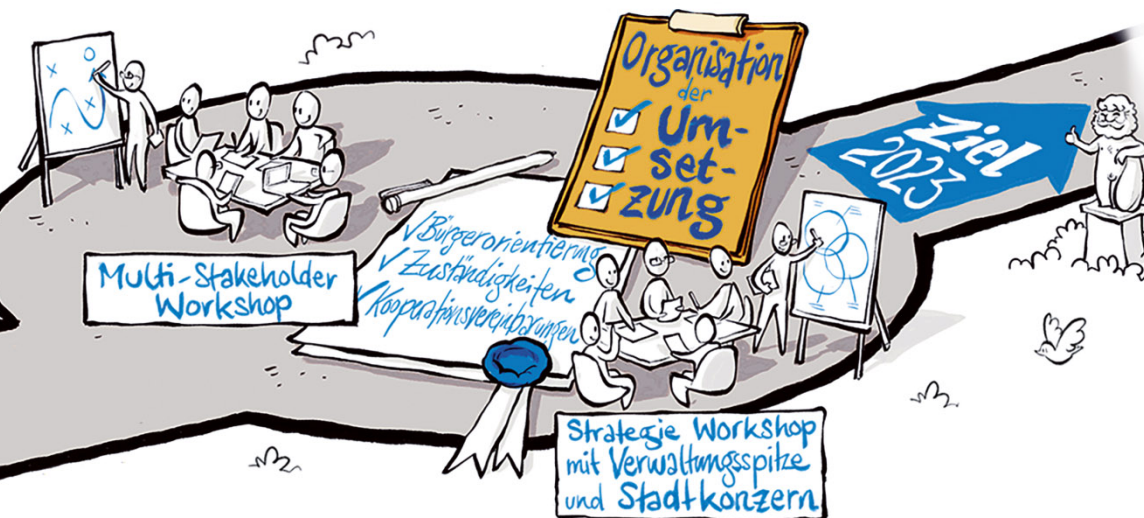 Organisation
der
Um-
set-
zung
Ziel
2023
Multi-Stakeholder
Workshop
✓ Bürgerorientierung
✓ Zuständigkeiten
✓ Kooperationsvereinbarungen
Strategie Workshop
mit Verwaltungsspitze
und Stadtkonzern